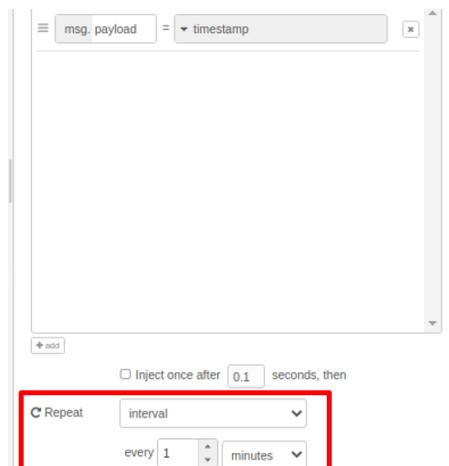 msg. payload = timestamp
+ add
Inject once after 0.1 seconds, then
Repeat interval
every 1 minutes